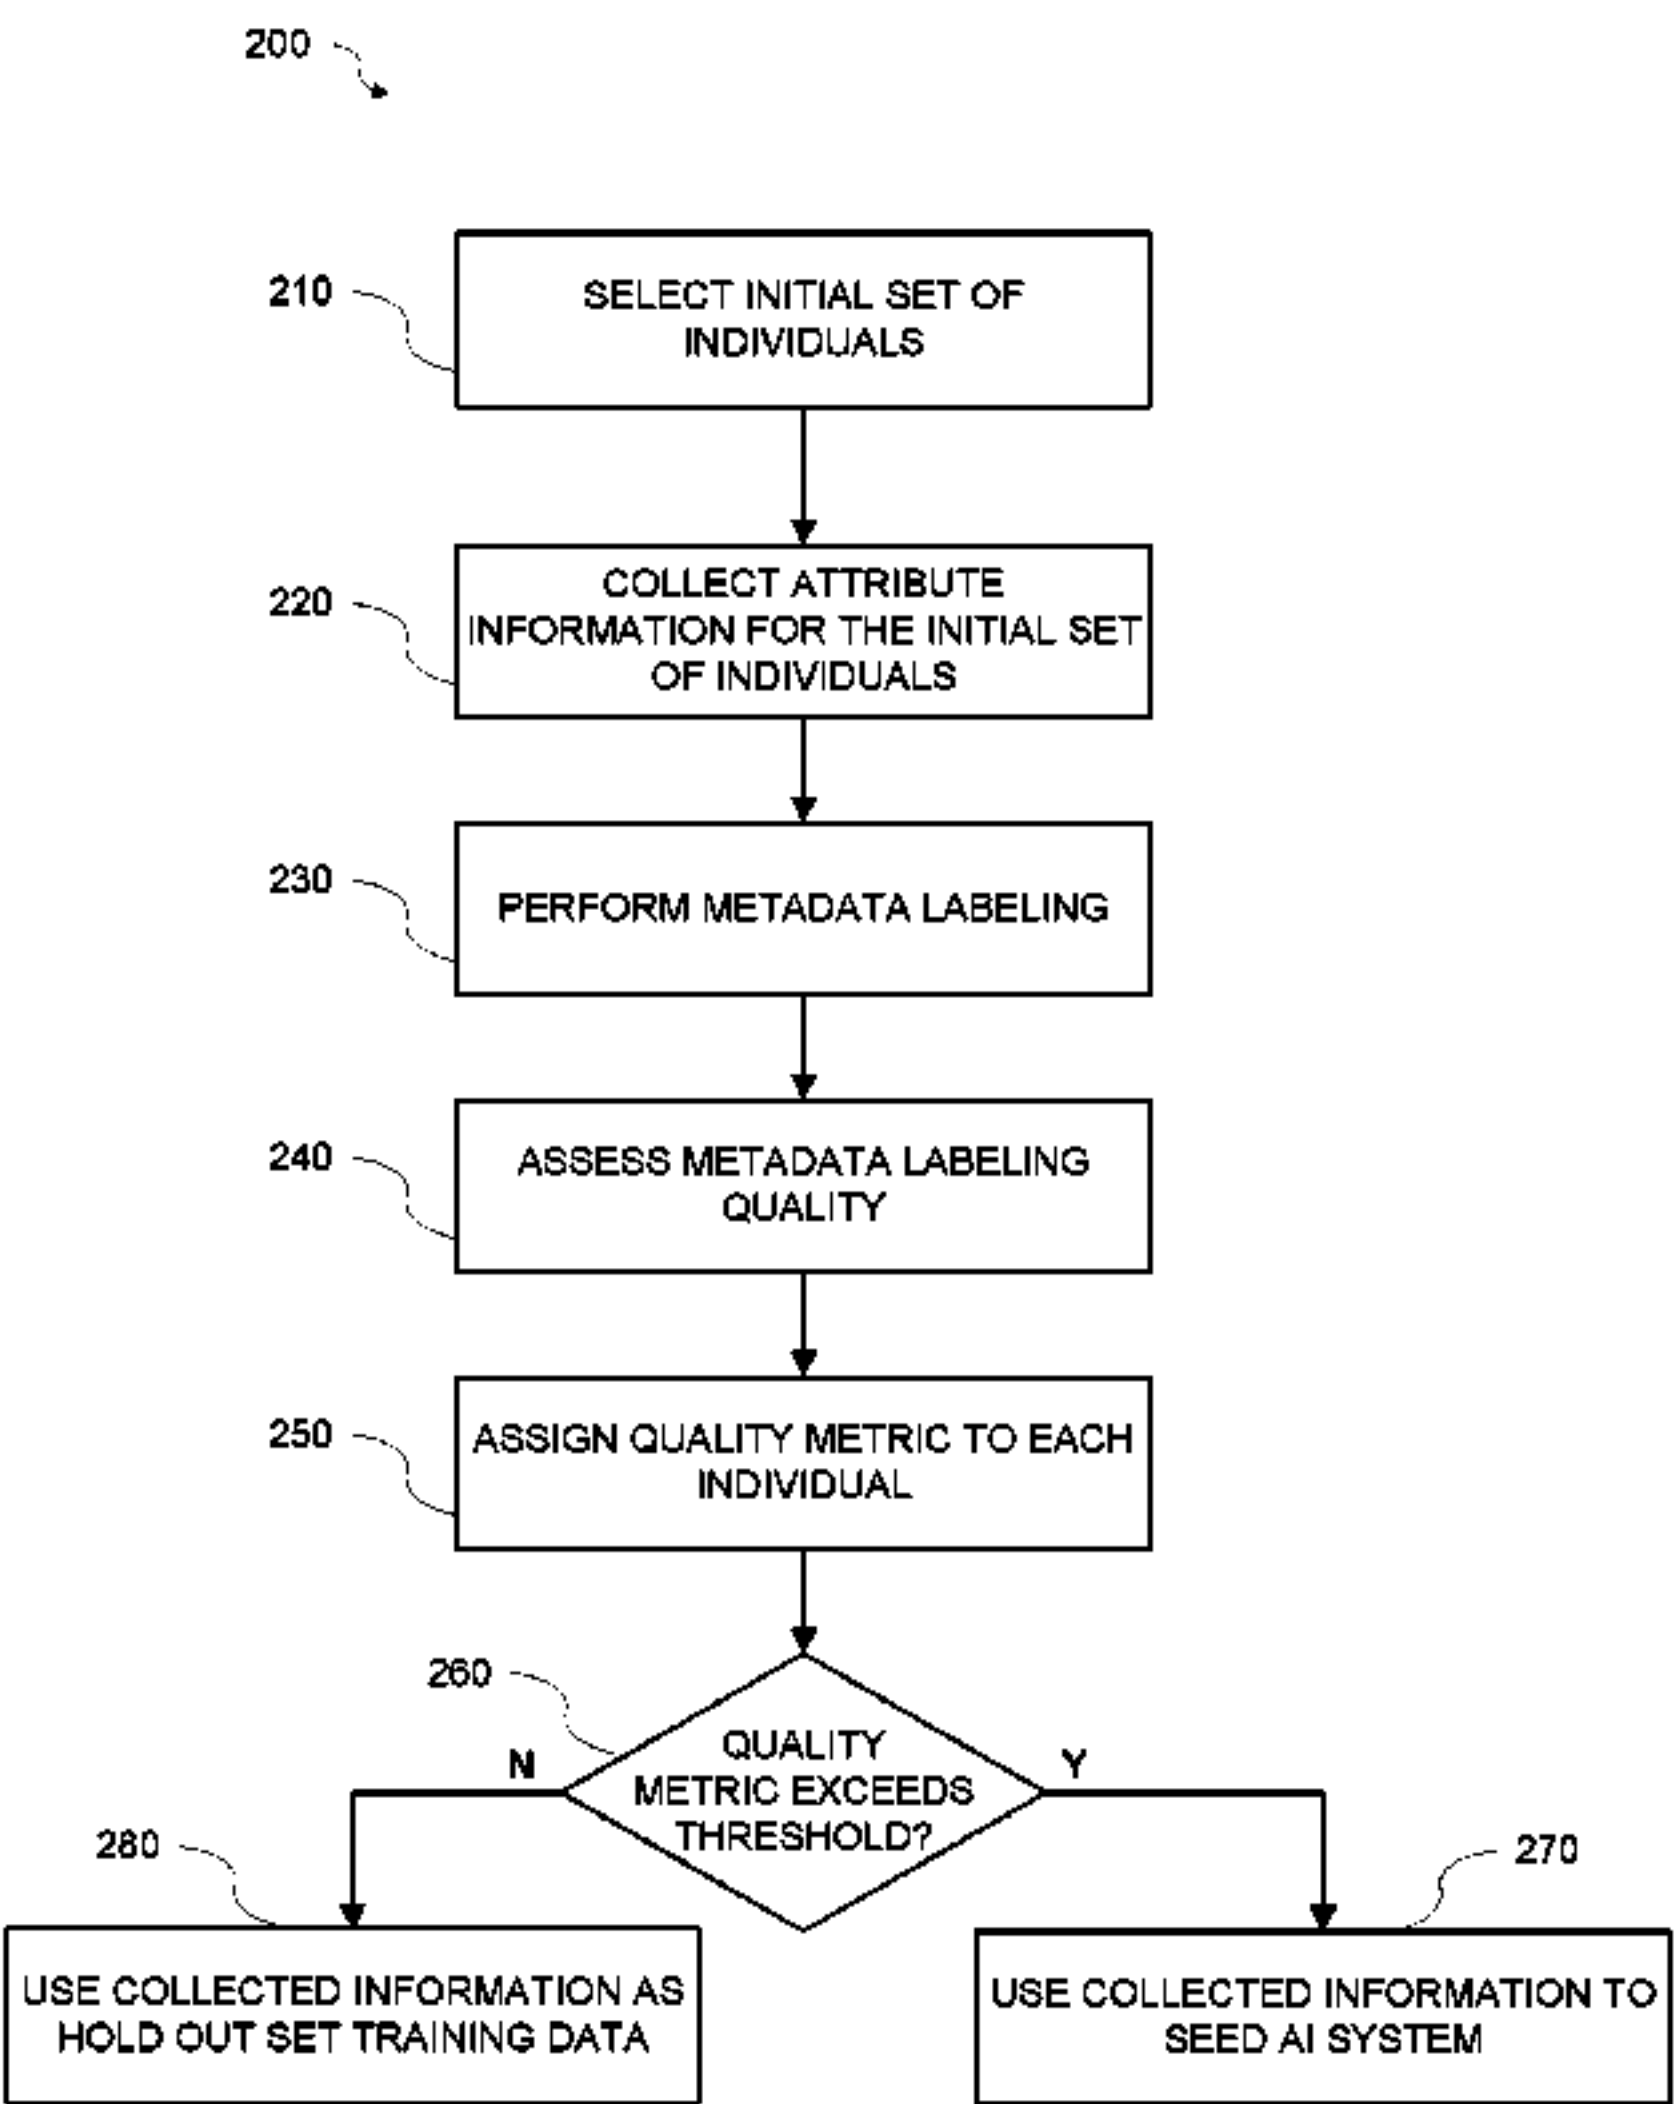 200
210
SELECT INITIAL SET OF
INDIVIDUALS
220
COLLECT ATTRIBUTE
INFORMATION FOR THE INITIAL SET
OF INDIVIDUALS
230
PERFORM METADATA LABELING
240
ASSESS METADATA LABELING
QUALITY
250
ASSIGN QUALITY METRIC TO EACH
INDIVIDUAL
260
QUALITY
METRIC EXCEEDS
THRESHOLD?
N
Y
280
270
USE COLLECTED INFORMATION AS
HOLD OUT SET TRAINING DATA
USE COLLECTED INFORMATION TO
SEED AI SYSTEM